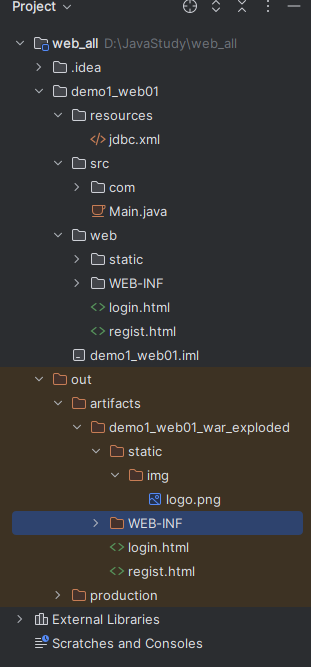 Project
web_all D:\JavaStudy\web_all
.idea
demo1_web01
resources
jdbc.xml
src
com
Main.java
web
static
WEB-INF
login.html
regist.html
demo1_web01.iml
out
artifacts
demo1_web01_war_exploded
static
img
logo.png
WEB-INF
login.html
regist.html
production
External Libraries
Scratches and Consoles